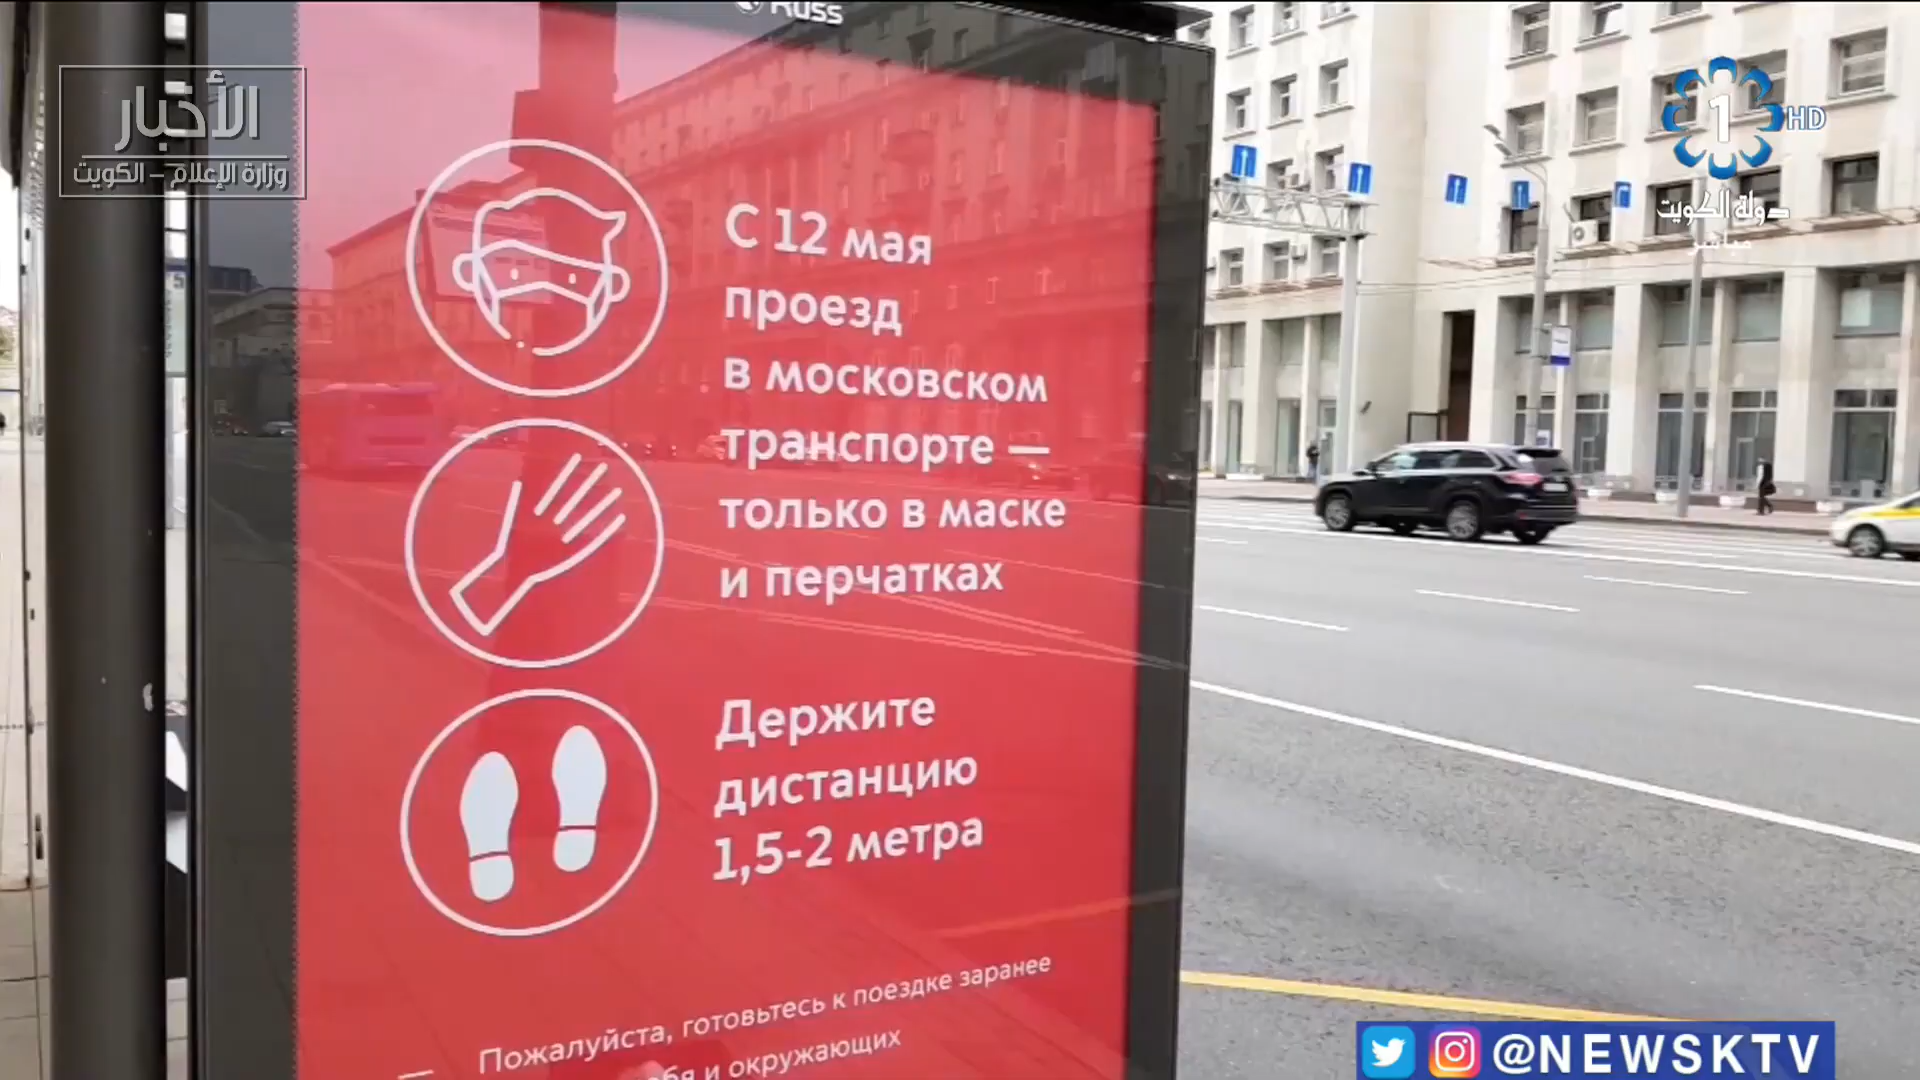 Russ
الأخبار
وزارة الإعلام - الكويت
1 HD
دولة الكويت
مباشر
С 12 мая
проезд
в московском
транспорте —
только в маске
и перчатках
Держите
дистанцию
1,5-2 метра
Пожалуйста, готовьтесь к поездке заранее
и окружающих
@NEWSKTV